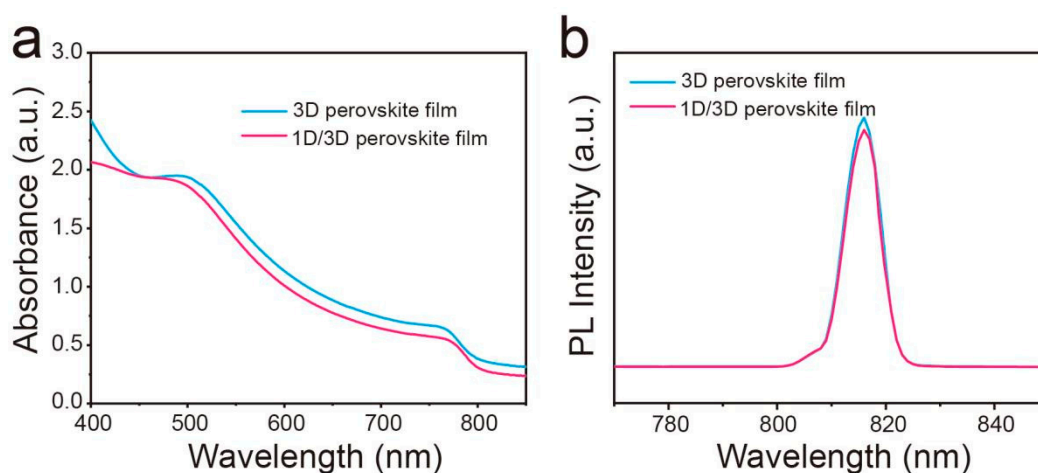 a
3.0
2.5
2.0
1.5
1.0
0.5
0.0
Absorbance (a.u.)
3D perovskite film
1D/3D perovskite film
400 500 600 700 800
Wavelength (nm)
b
PL Intensity (a.u.)
3D perovskite film
1D/3D perovskite film
780 800 820 840
Wavelength (nm)